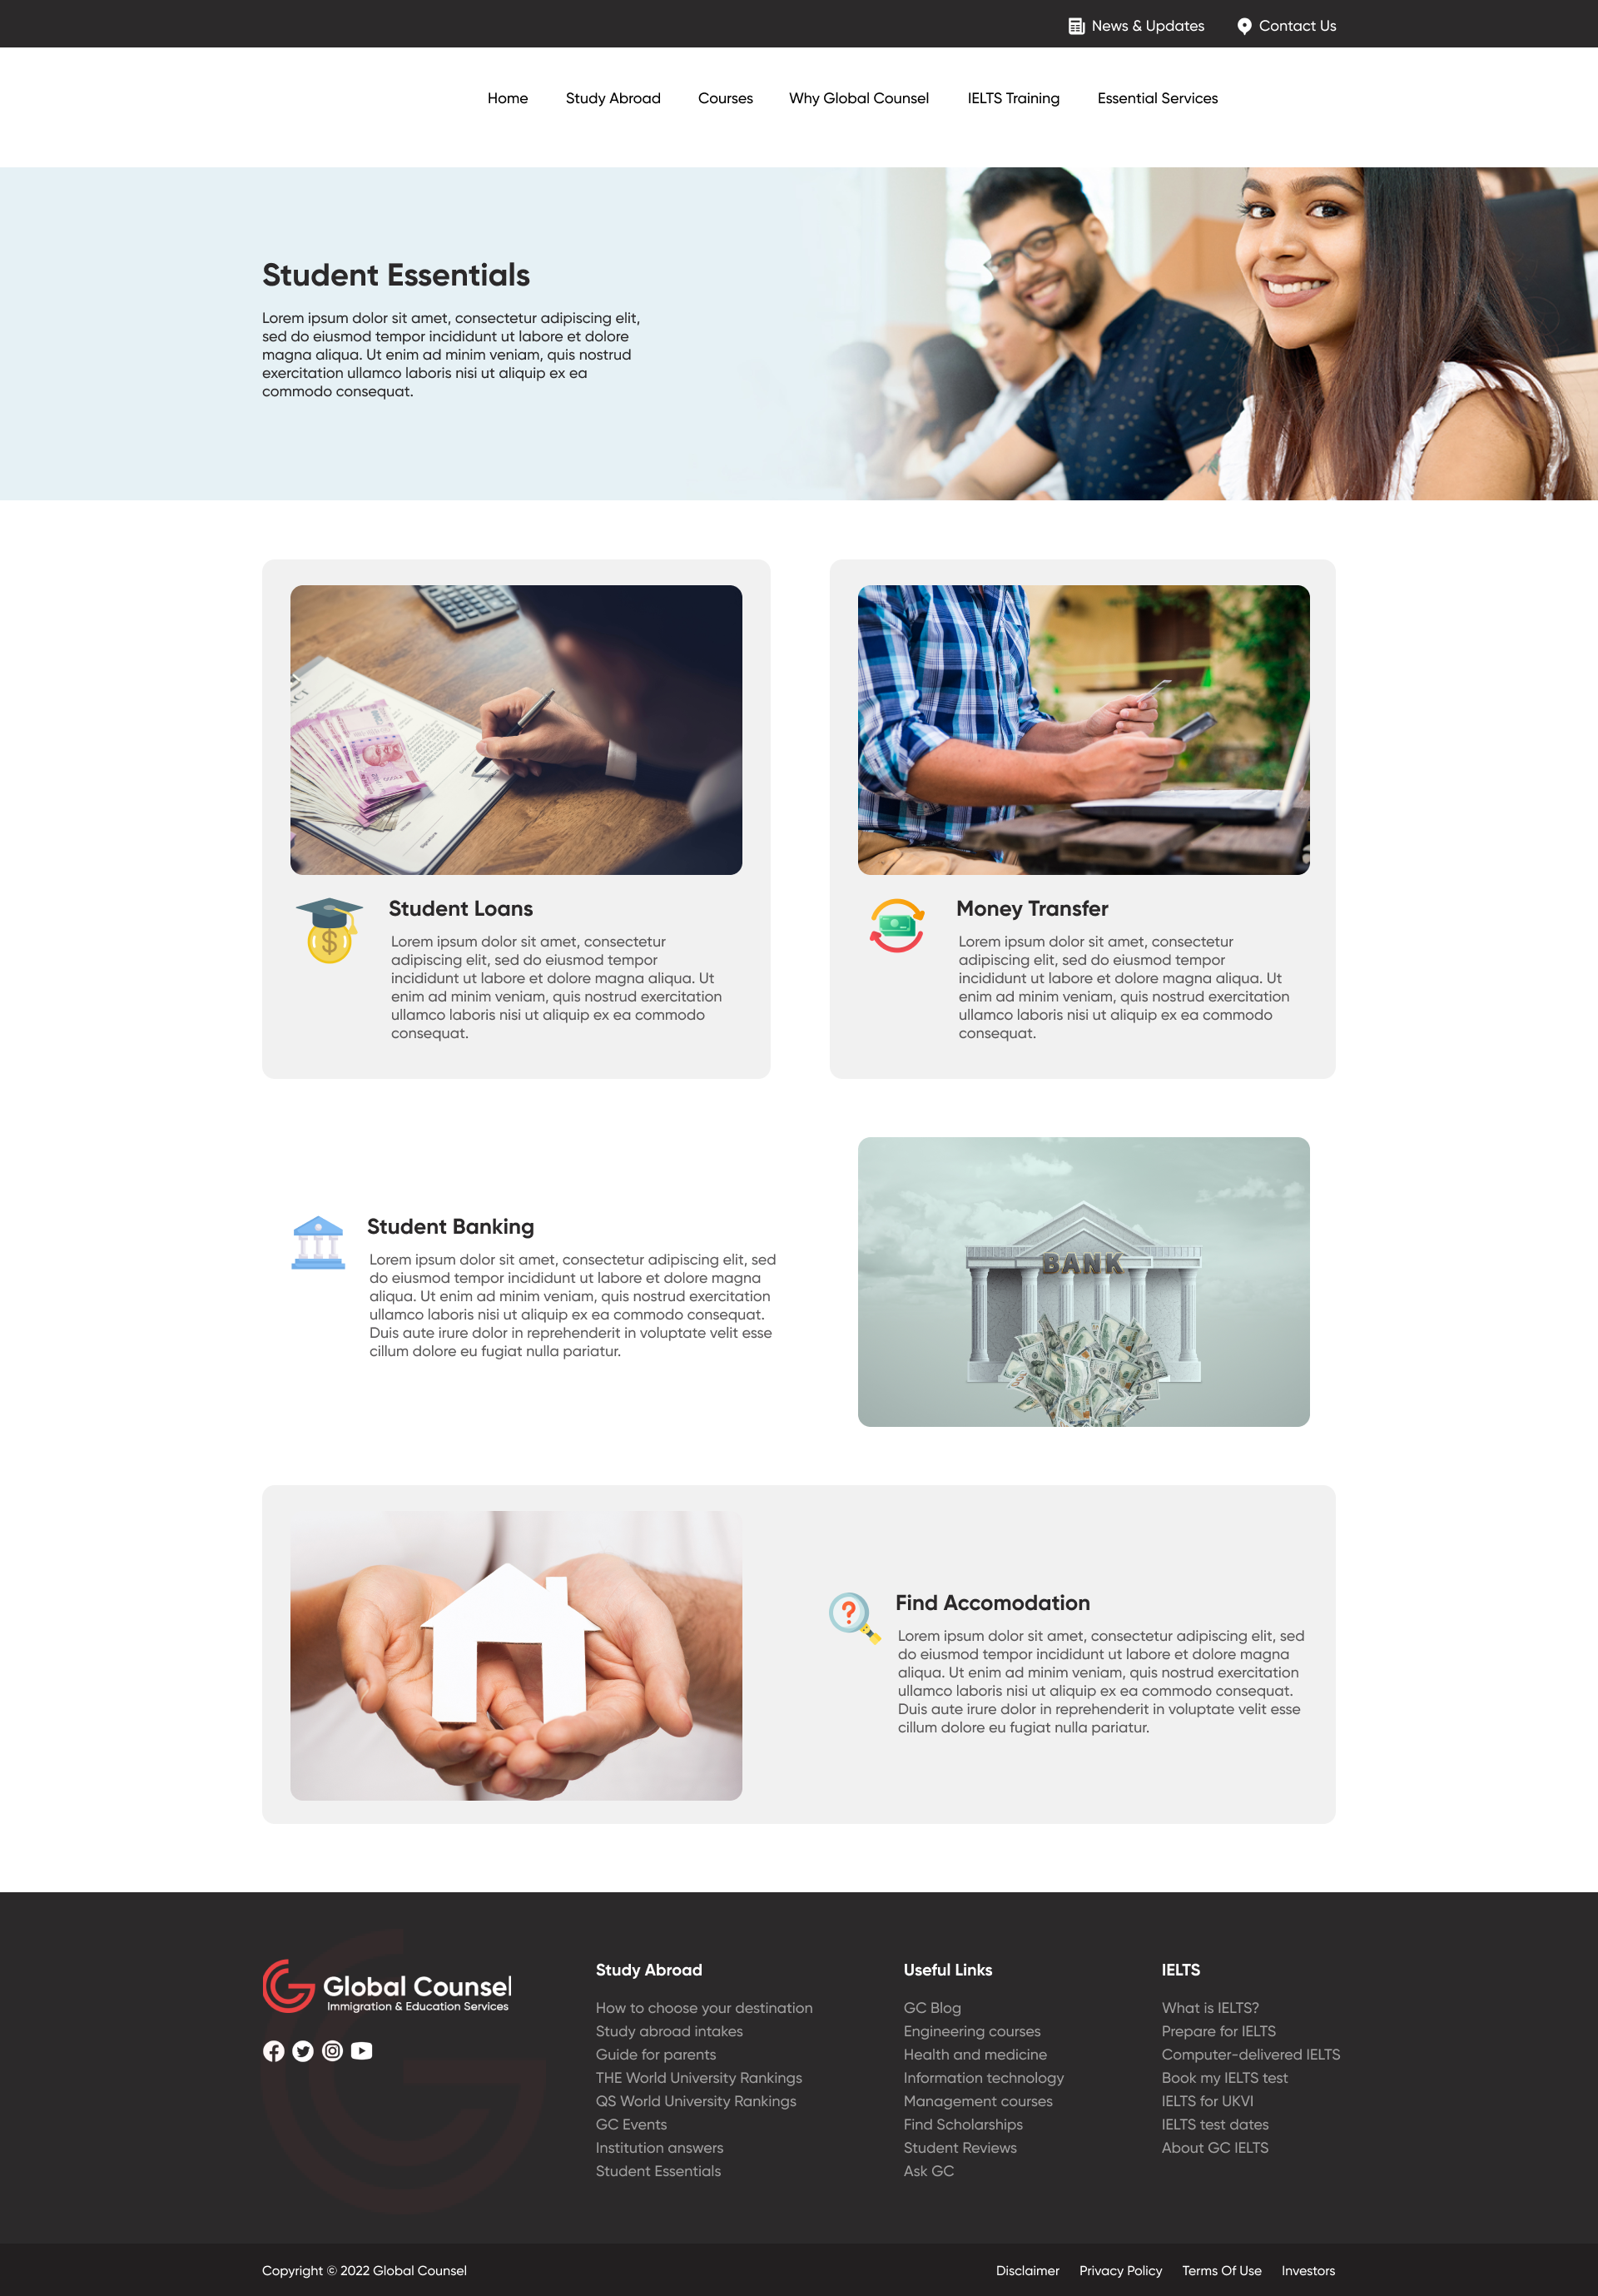 News & Updates
Contact Us
Home
Study Abroad
Courses
Why Global Counsel
IELTS Training
Essential Services
Student Essentials
Lorem ipsum dolor sit amet, consectetur adipiscing elit,
sed do eiusmod tempor incididunt ut labore et dolore
magna aliqua. Ut enim ad minim veniam, quis nostrud
exercitation ullamco laboris nisi ut aliquip ex ea
commodo consequat.
Student Loans
Lorem ipsum dolor sit amet, consectetur
adipiscing elit, sed do eiusmod tempor
incididunt ut labore et dolore magna aliqua. Ut
enim ad minim veniam, quis nostrud exercitation
ullamco laboris nisi ut aliquip ex ea commodo
consequat.
Money Transfer
Lorem ipsum dolor sit amet, consectetur
adipiscing elit, sed do eiusmod tempor
incididunt ut labore et dolore magna aliqua. Ut
enim ad minim veniam, quis nostrud exercitation
ullamco laboris nisi ut aliquip ex ea commodo
consequat.
Student Banking
Lorem ipsum dolor sit amet, consectetur adipiscing elit, sed
do eiusmod tempor incididunt ut labore et dolore magna
aliqua. Ut enim ad minim veniam, quis nostrud exercitation
ullamco laboris nisi ut aliquip ex ea commodo consequat.
Duis aute irure dolor in reprehenderit in voluptate velit esse
cillum dolore eu fugiat nulla pariatur.
BANK
Find Accomodation
Lorem ipsum dolor sit amet, consectetur adipiscing elit, sed
do eiusmod tempor incididunt ut labore et dolore magna
aliqua. Ut enim ad minim veniam, quis nostrud exercitation
ullamco laboris nisi ut aliquip ex ea commodo consequat.
Duis aute irure dolor in reprehenderit in voluptate velit esse
cillum dolore eu fugiat nulla pariatur.
Global Counsel
Immigration & Education Services
Study Abroad
How to choose your destination
Study abroad intakes
Guide for parents
THE World University Rankings
QS World University Rankings
GC Events
Institution answers
Student Essentials
Useful Links
GC Blog
Engineering courses
Health and medicine
Information technology
Management courses
Find Scholarships
Student Reviews
Ask GC
IELTS
What is IELTS?
Prepare for IELTS
Computer-delivered IELTS
Book my IELTS test
IELTS for UKVI
IELTS test dates
About GC IELTS
Copyright © 2022 Global Counsel
Disclaimer
Privacy Policy
Terms Of Use
Investors